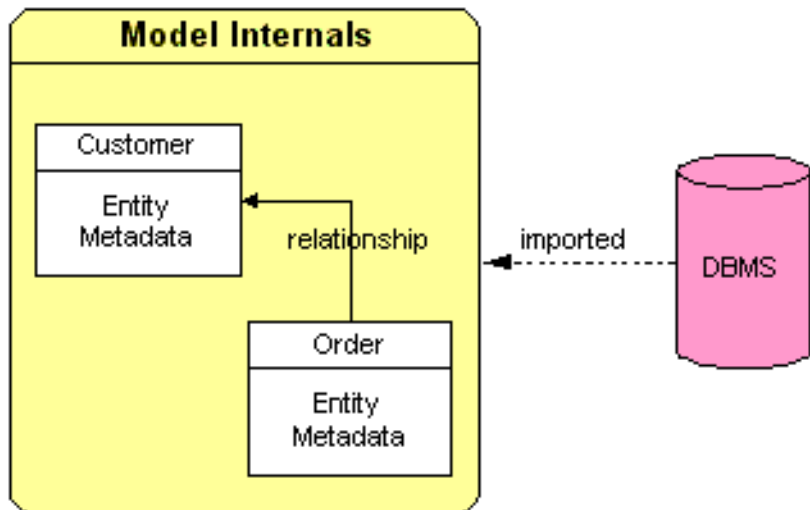 Model Internals
Customer
Entity
Metadata
relationship
imported
DBMS
Order
Entity
Metadata